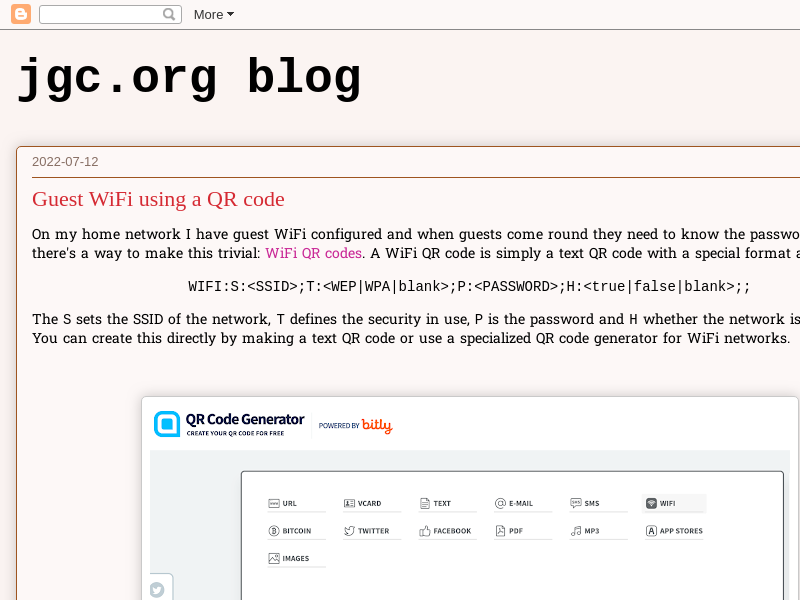 More
jgc.org blog
2022-07-12
Guest WiFi using a QR code
On my home network I have guest WiFi configured and when guests come round they need to know the
there's a way to make this trivial: WiFi QR codes. A WiFi QR code is simply a text QR code with a special format
WIFI:S:<SSID>;T:<WEP|WPA|blank>;P:<PASSWORD>;H:<true|false|blank>;;
The S sets the SSID of the network, T defines the security in use, P is the password and H whether the network is
You can create this directly by making a text QR code or use a specialized QR code generator for WiFi networks.
QR Code Generator
CREATE YOUR QR CODE FOR FREE
POWERED BY bitly
URL VCARD TEXT E-MAIL SMS WIFI
BITCOIN TWITTER FACEBOOK PDF MP3 APP STORES
IMAGES